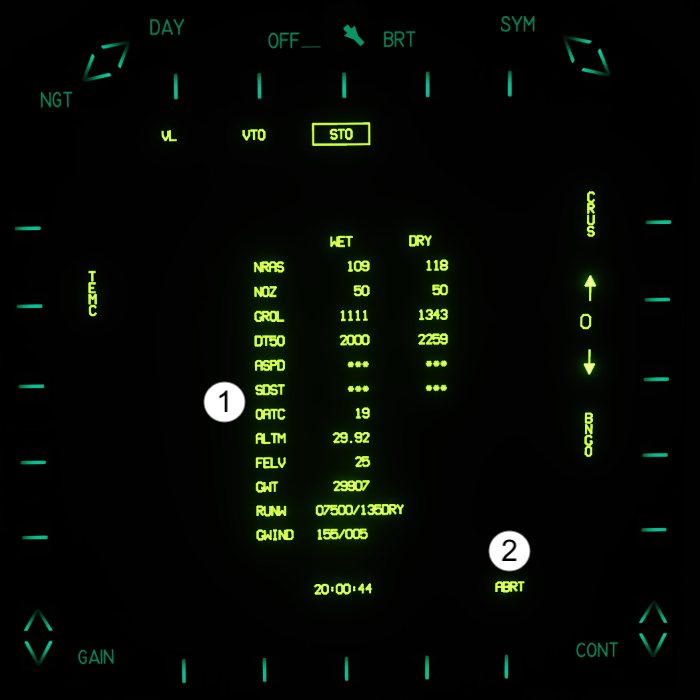 DAY
OFF
BRT
SYM
NGT
VL VTO STO
CRUS
WET DRY
NRAS 109 118
NOZ 50 50
GROL 1111 1343
DT50 2000 2259
ASPD *** ***
SDST *** ***
OATC 19
ALTM 29.92
FELV 25
GWT 29907
RUNW 07500/135DRY
GWIND 155/005
TEMC
0
BNGO
1
2
20:00:44
ABRT
GAIN
CONT